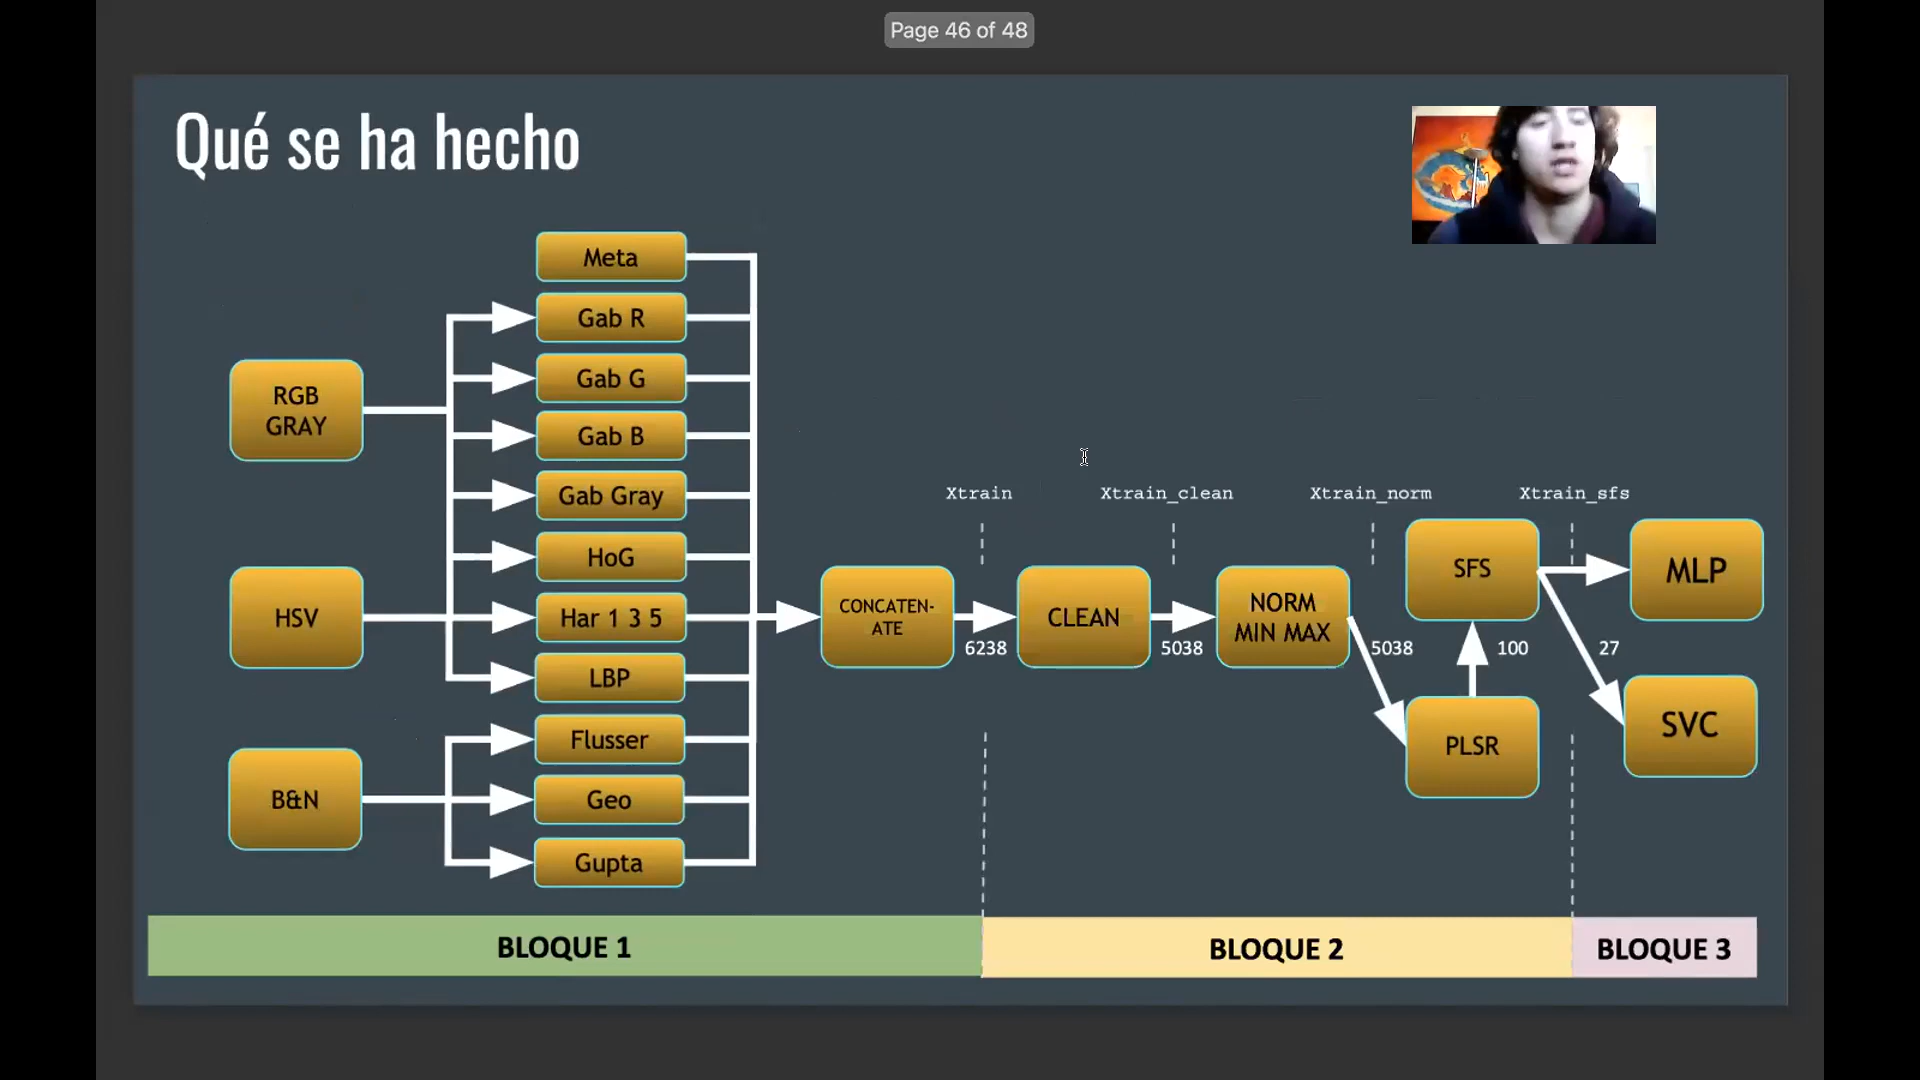 Page 46 of 48
Qué se ha hecho
Meta
Gab R
Gab G
Gab B
Gab Gray
HoG
Har 1 3 5
LBP
Flusser
Geo
Gupta
RGB
GRAY
HSV
B&N
CONCATEN-
ATE
Xtrain
6238
CLEAN
Xtrain_clean
5038
NORM
MIN MAX
Xtrain_norm
5038
PLSR
100
SFS
Xtrain_sfs
27
MLP
SVC
BLOQUE 1
BLOQUE 2
BLOQUE 3